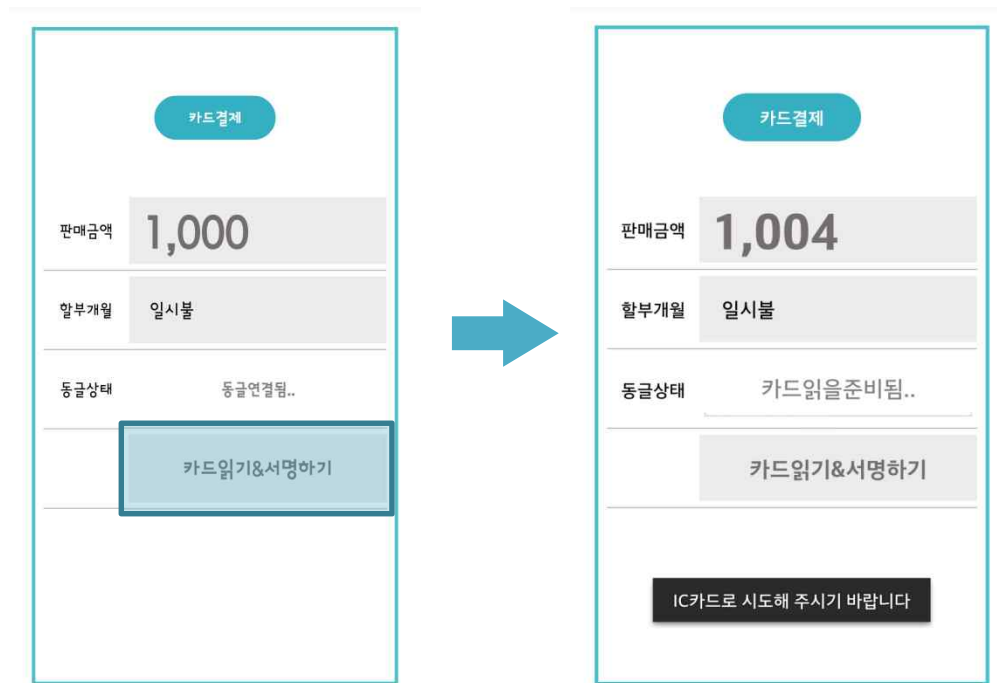 카드결제
판매금액 1,000
할부개월 일시불
동글상태 동글연결됨..
카드읽기&서명하기
카드결제
판매금액 1,004
할부개월 일시불
동글상태 카드읽을준비됨..
카드읽기&서명하기
IC카드로 시도해 주시기 바랍니다